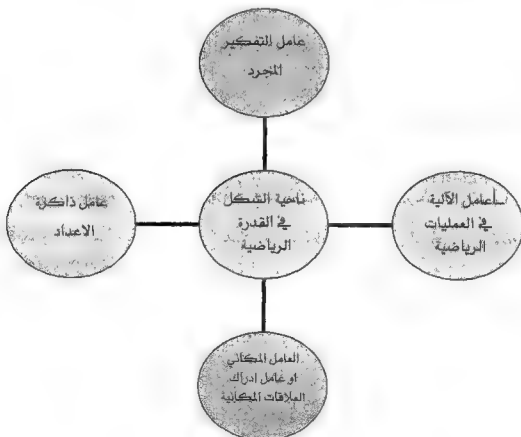 عامل التفكير
المجرد
عامل الآلية
في العمليات
الرياضية
ناحية الشكل
في القدرة
الرياضية
عامل ذاكرة
الاعداد
العامل المكاني
او عامل إدراك
العلاقات المكانية